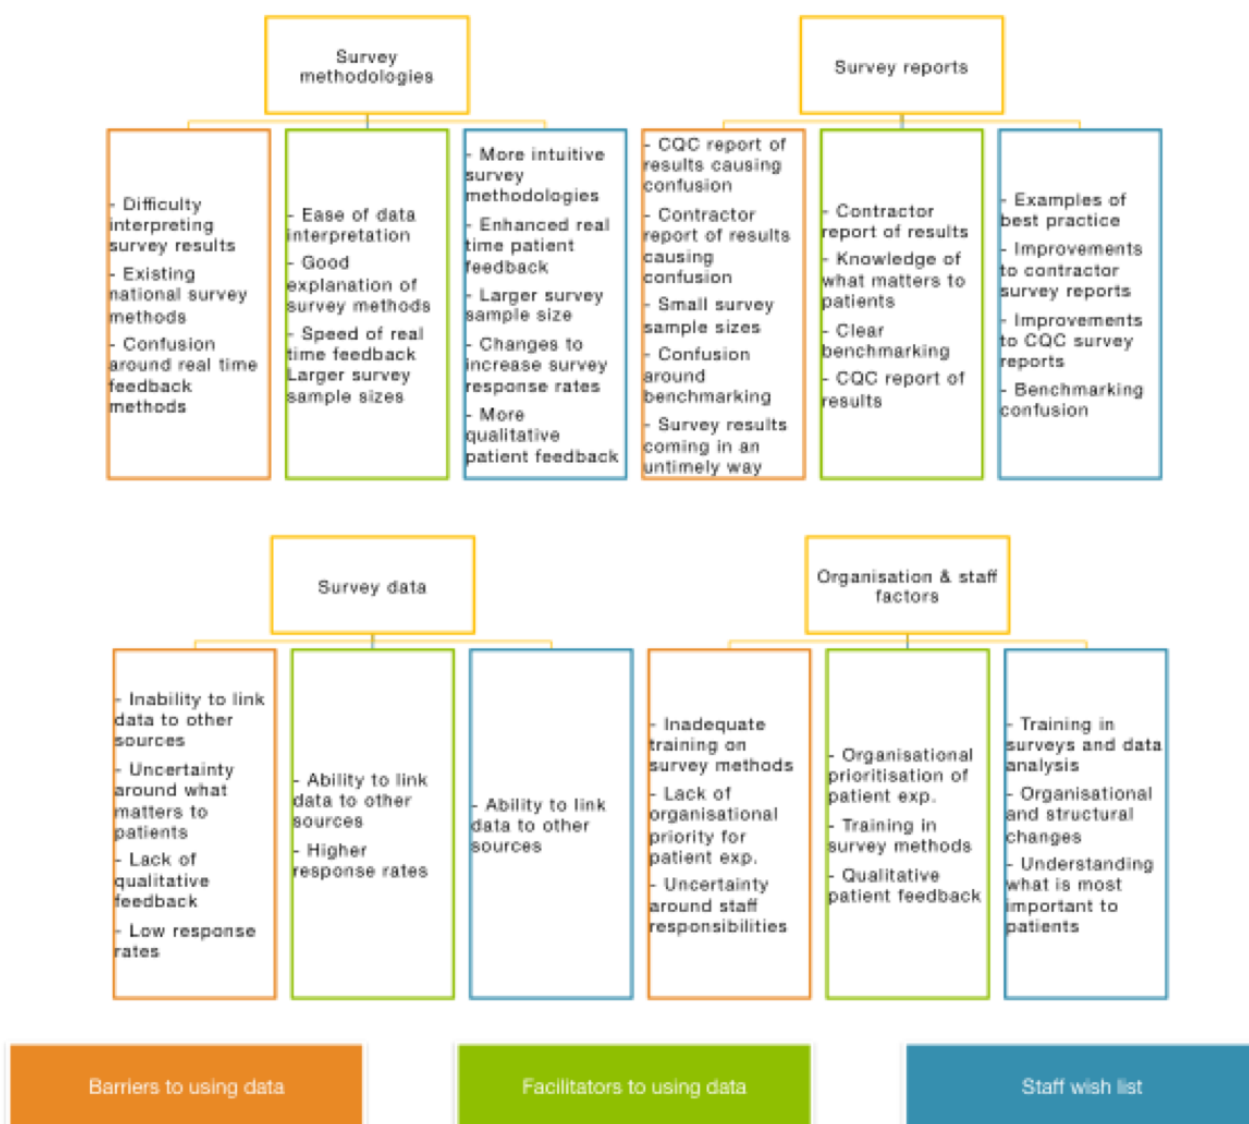 Survey
methodologies
- Difficulty
interpreting
survey results
- Existing
national survey
methods
- Confusion
around real time
feedback
methods
- Ease of data
interpretation
- Good
explanation of
survey methods
- Speed of real
time feedback
Larger survey
sample sizes
- More intuitive
survey
methodologies
- Enhanced real
time patient
feedback
- Larger survey
sample size
- Changes to
increase survey
response rates
- More
qualitative
patient feedback
Survey reports
- CQC report of
results causing
confusion
- Contractor
report of results
causing
confusion
- Small survey
sample sizes
- Confusion
around
benchmarking
- Survey results
coming in an
untimely way
- Contractor
report of results
- Knowledge of
what matters to
patients
- Clear
benchmarking
- CQC report of
results
- Examples of
best practice
- Improvements
to contractor
survey reports
- Improvements
to CQC survey
reports
- Benchmarking
confusion
Survey data
- Inability to link
data to other
sources
- Uncertainty
around what
matters to
patients
- Lack of
qualitative
feedback
- Low response
rates
- Ability to link
data to other
sources
- Higher
response rates
- Ability to link
data to other
sources
Organisation & staff
factors
- Inadequate
training on
survey methods
- Lack of
organisational
priority for
patient exp.
- Uncertainty
around staff
responsibilities
- Organisational
prioritisation of
patient exp.
- Training in
survey methods
- Qualitative
patient feedback
- Training in
surveys and data
analysis
- Organisational
and structural
changes
- Understanding
what is most
important to
patients
Barriers to using data
Facilitators to using data
Staff wish list